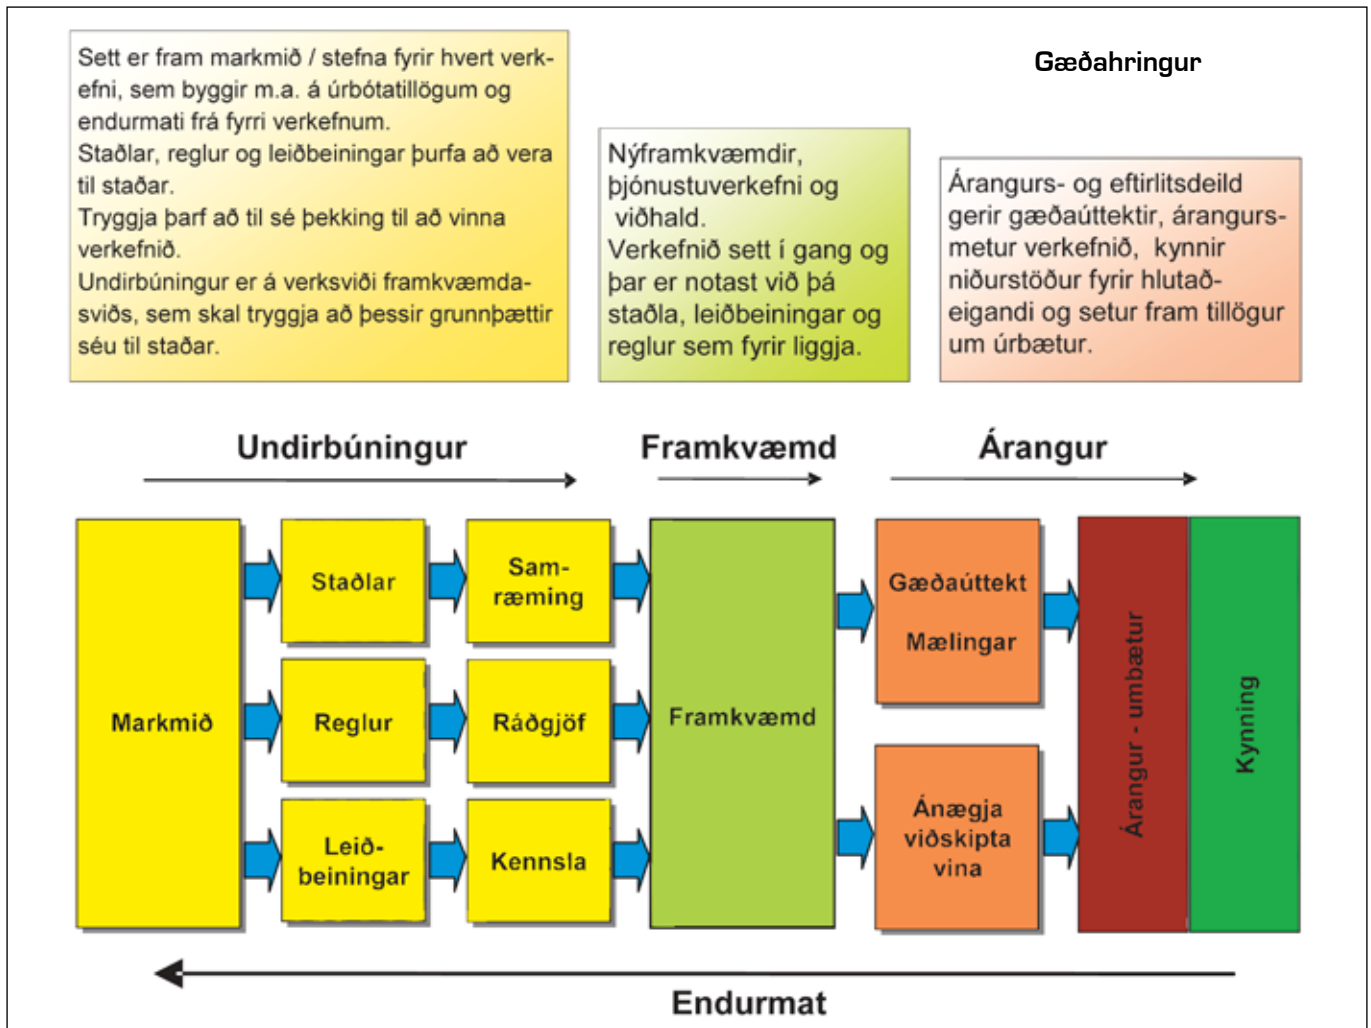 Gæðahringur
Sett er fram markmið / stefna fyrir hvert verk-
efni, sem byggir m.a. á úrbótatillögum og
endurmati frá fyrri verkefnum.
Staðlar, reglur og leiðbeiningar þurfa að vera
til staðar.
Tryggja þarf að til sé þekking til að vinna
verkefnið.
Undirbúningur er á verksviði framkvæmda-
sviðs, sem skal tryggja að þessir grunnþættir
séu til staðar.
Nýframkvæmdir,
þjónustuverkefni og
viðhald.
Verkefnið sett í gang og
þar er notast við þá
staðla, leiðbeiningar og
reglur sem fyrir liggja.
Árangurs- og eftirlitsdeild
gerir gæðaúttektir, árangurs-
metur verkefnið, kynnir
niðurstöður fyrir hlutað-
eigandi og setur fram tillögur
um úrbætur.
Undirbúningur
Framkvæmd
Árangur
Markmið
Staðlar
Sam-
ræming
Reglur
Ráðgjöf
Leið-
beiningar
Kennsla
Framkvæmd
Gæðaúttekt
Mælingar
Ánægja
viðskipta
vina
Árangur - umbætur
Kynning
Endurmat